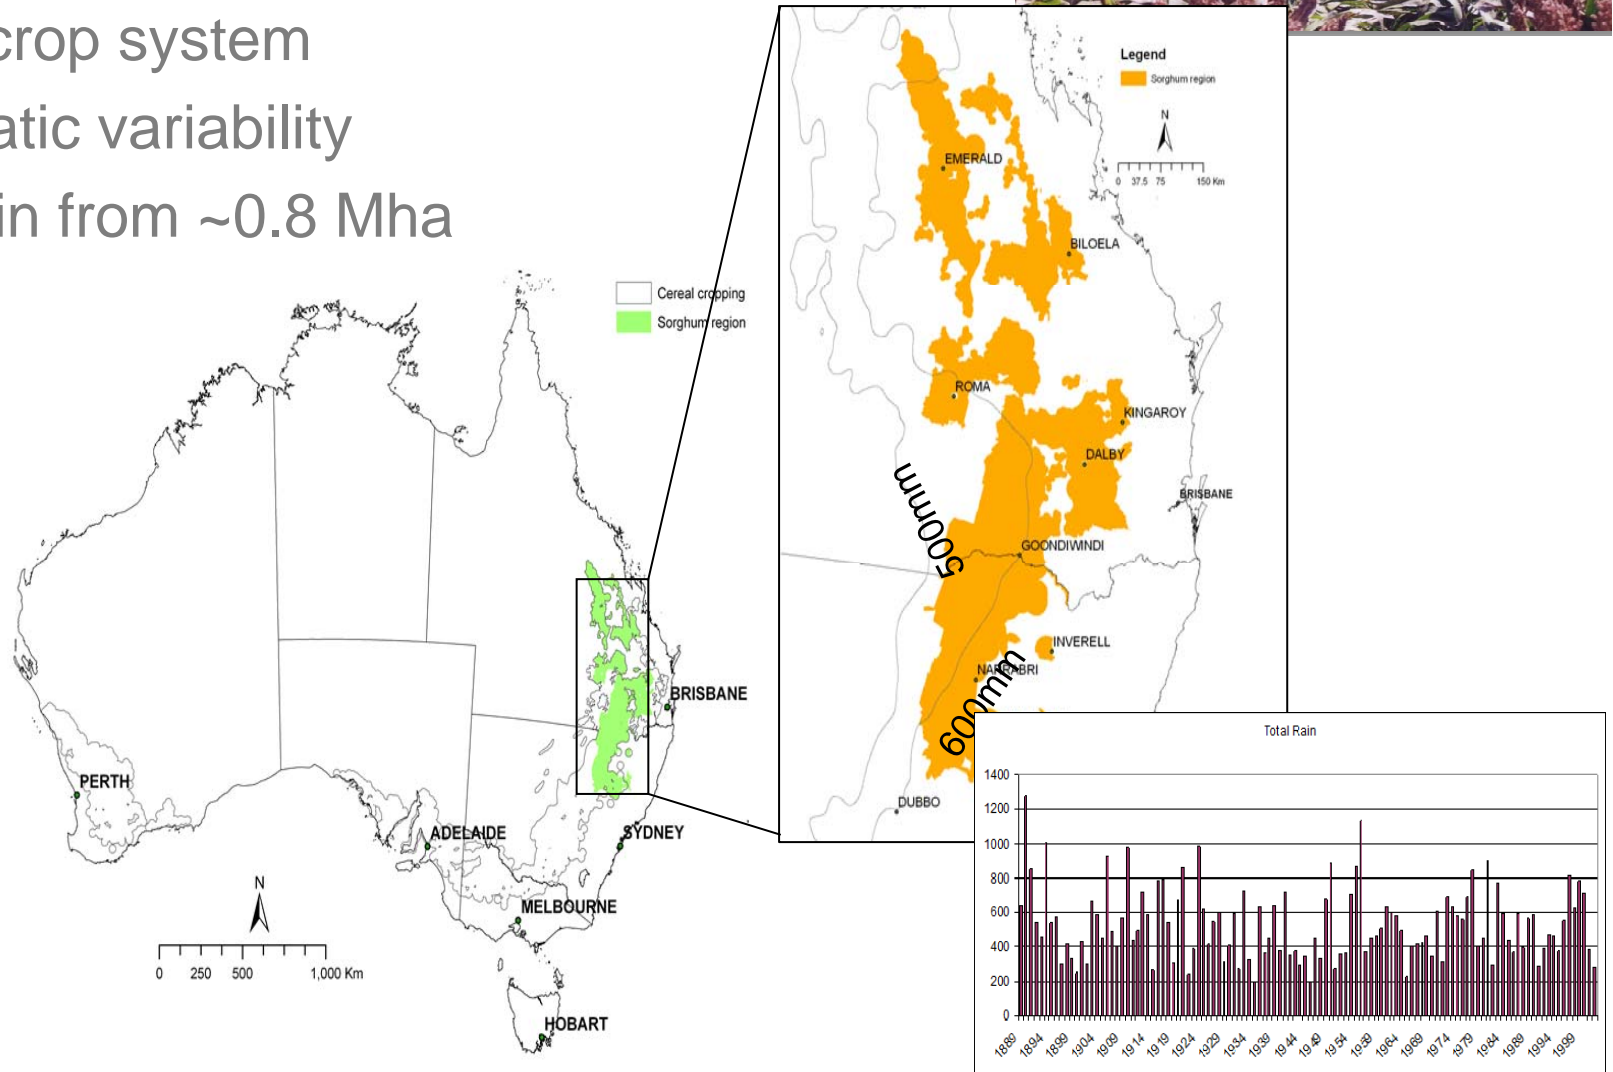 crop system
atic variability
in from ~0.8 Mha
Legend
Sorghum region
N
0 37.5 75 150 Km
EMERALD
BILOELA
ROMA
KINGAROY
DALBY
BRISBANE
500mm
GOONDIWINDI
INVERELL
NARRABRI
600mm
DUBBO
Cereal cropping
Sorghum region
BRISBANE
PERTH
ADELAIDE
SYDNEY
MELBOURNE
HOBART
N
0 250 500 1,000 Km
Total Rain
1400
1200
1000
800
600
400
200
0
1889 1894 1899 1904 1909 1914 1919 1924 1929 1934 1939 1944 1949 1954 1959 1964 1969 1974 1979 1984 1989 1994 1999